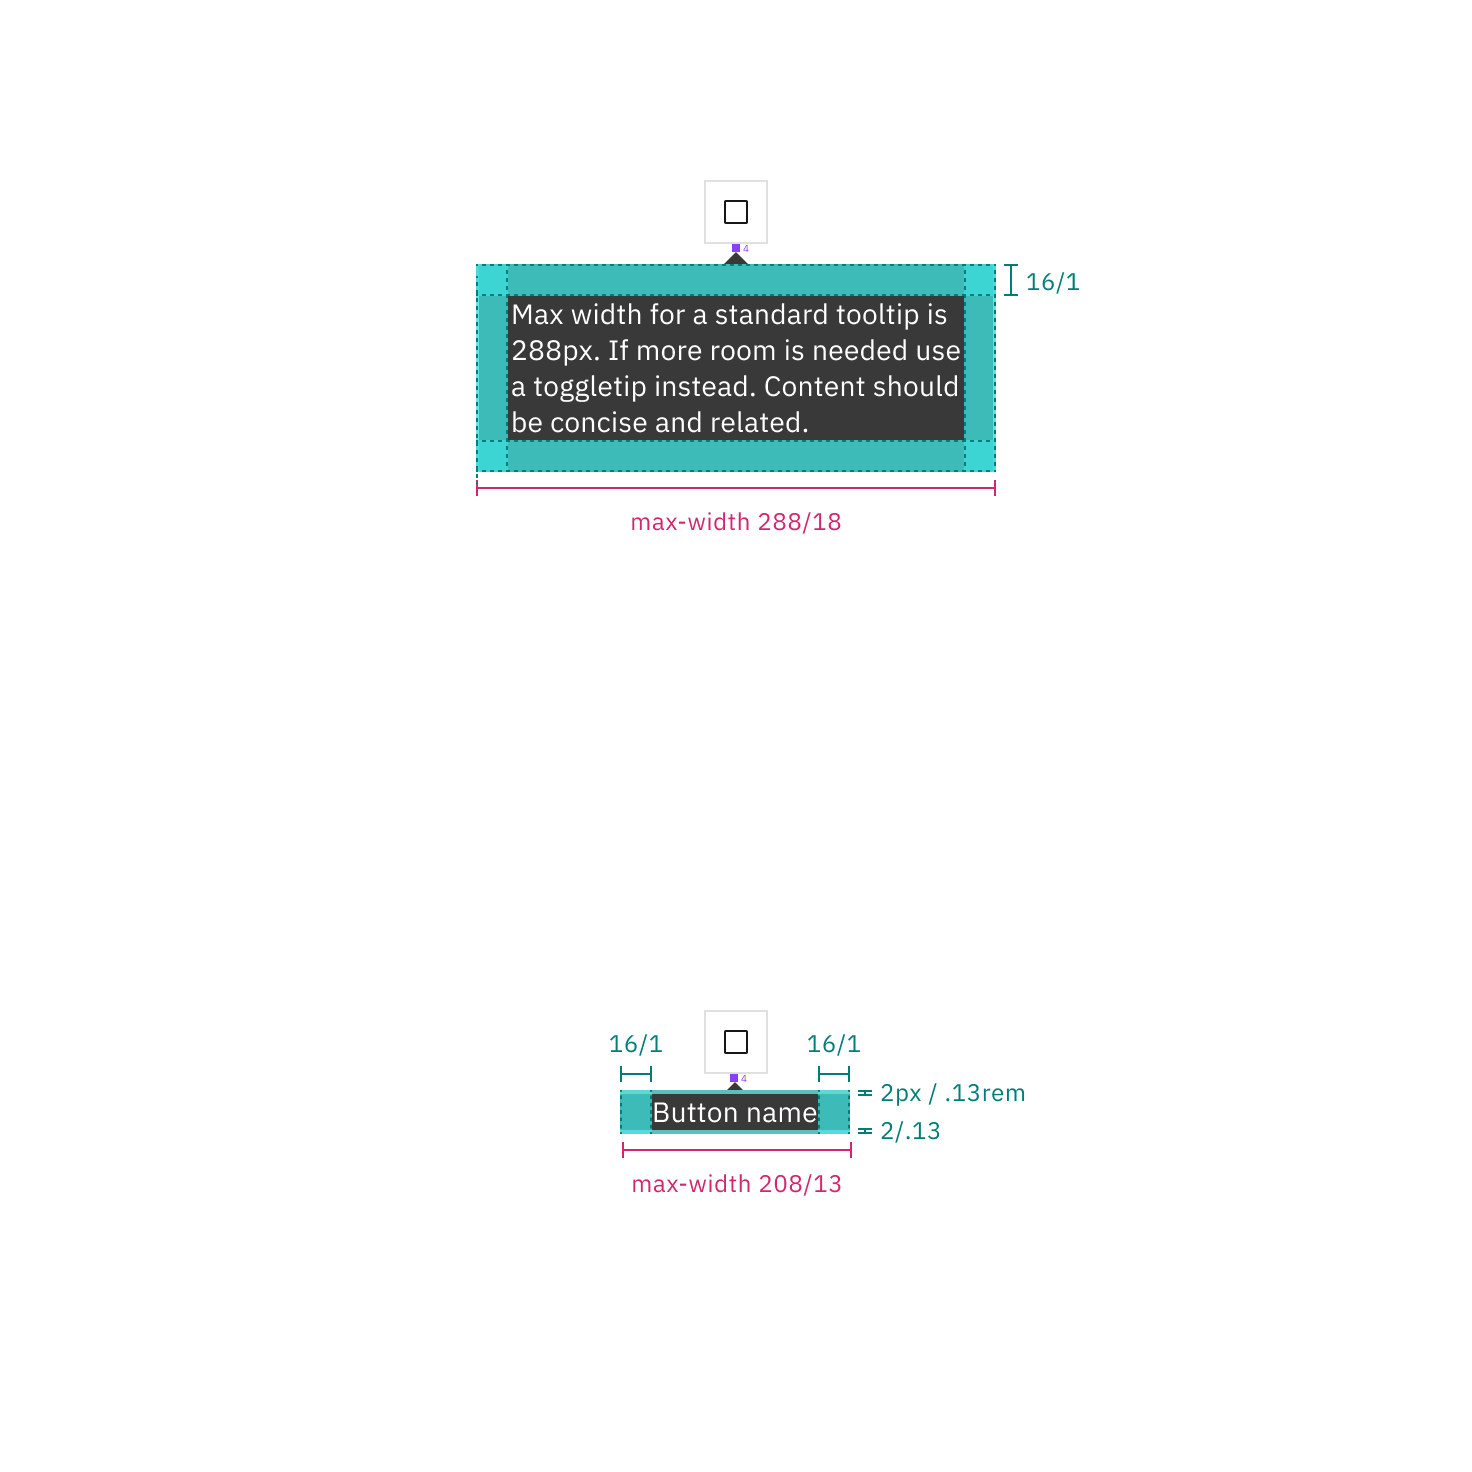 4
16/1
Max width for a standard tooltip is
288px. If more room is needed use
a toggletip instead. Content should
be concise and related.
max-width 288/18
16/1
16/1
4
2px / .13rem
Button name
2/.13
max-width 208/13